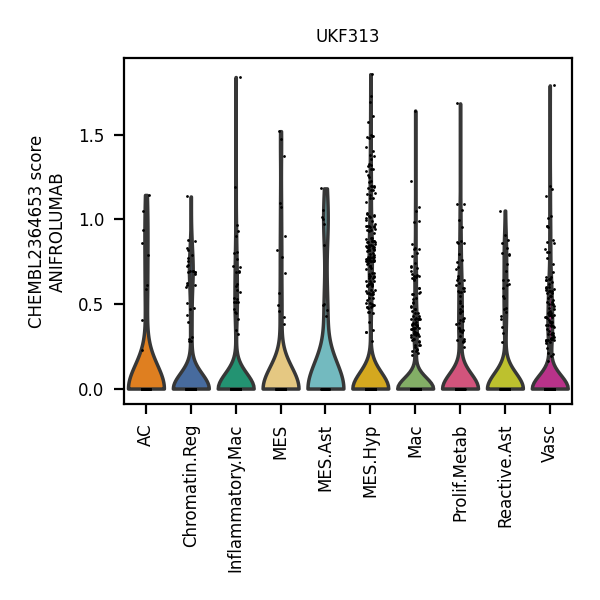 UKF313
CHEMBL2364653 score
ANIFROLUMAB
1.5
1.0
0.5
0.0
AC
Chromatin.Reg
Inflammatory.Mac
MES
MES.Ast
MES.Hyp
Mac
Prolif.Metab
Reactive.Ast
Vasc